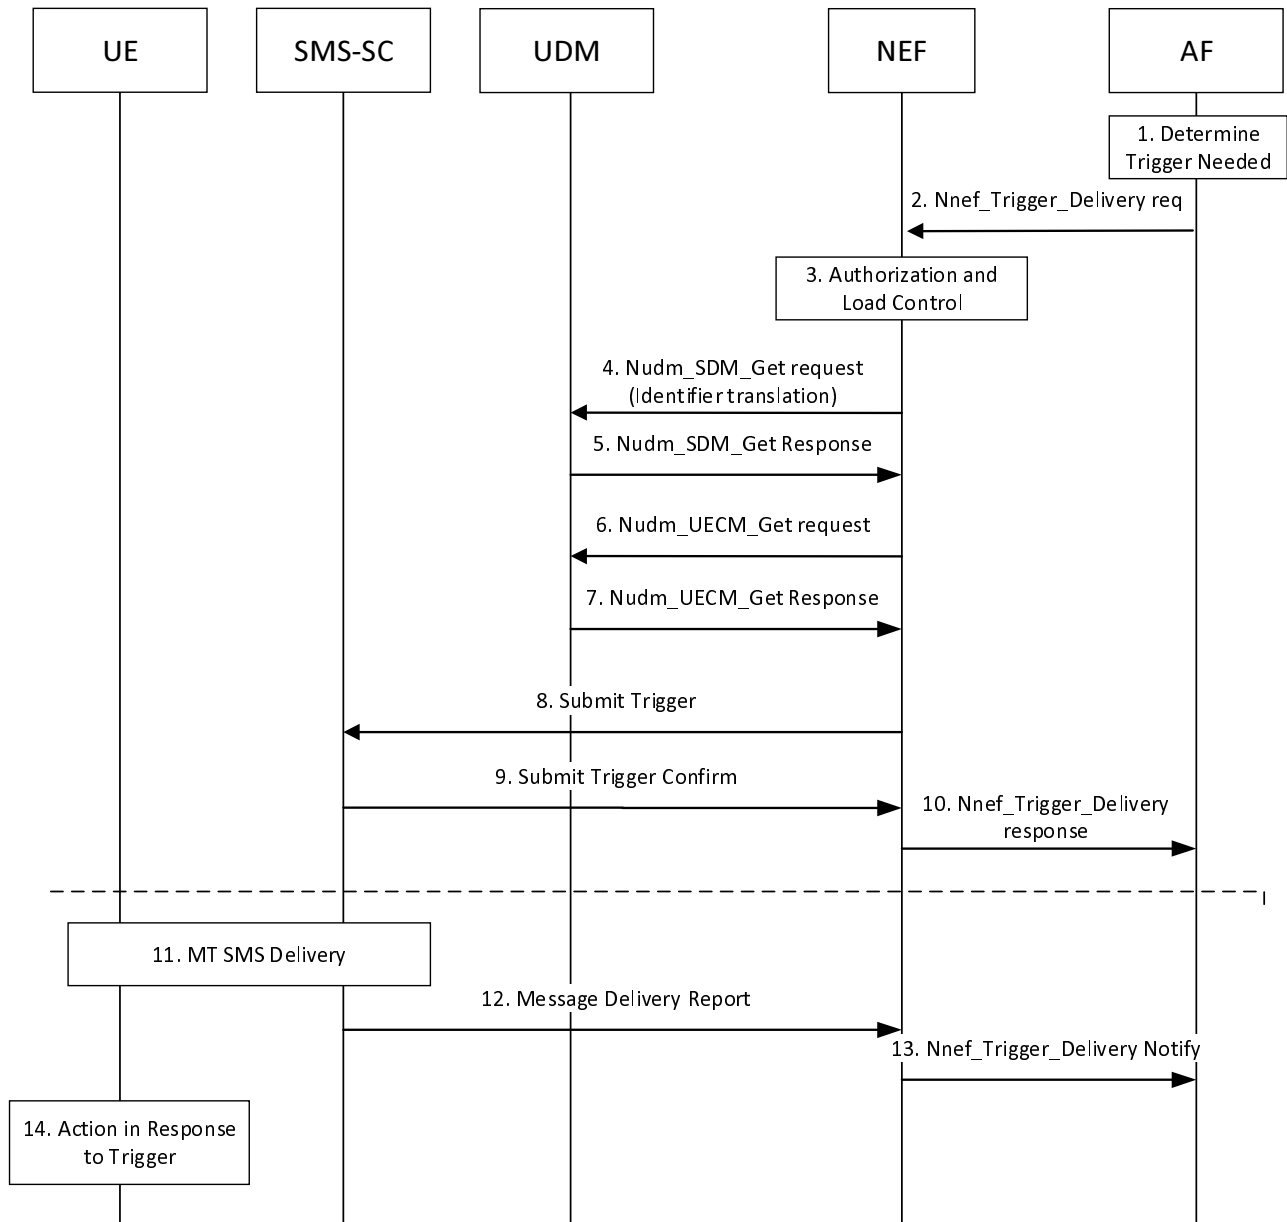 UE
SMS-SC
UDM
NEF
AF
1. Determine
Trigger Needed
2. Nnef_Trigger_Delivery req
3. Authorization and
Load Control
4. Nudm_SDM_Get request
(Identifier translation)
5. Nudm_SDM_Get Response
6. Nudm_UECM_Get request
7. Nudm_UECM_Get Response
8. Submit Trigger
9. Submit Trigger Confirm
10. Nnef_Trigger_Delivery
response
11. MT SMS Delivery
12. Message Delivery Report
13. Nnef_Trigger_Delivery Notify
14. Action in Response
to Trigger